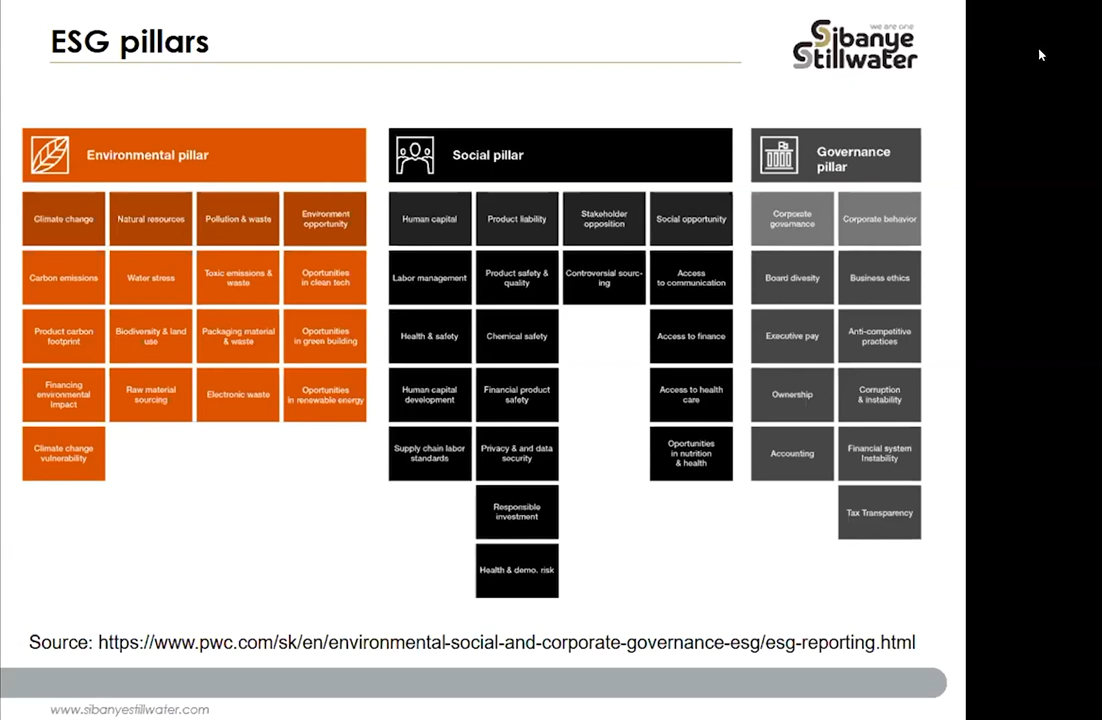 ESG pillars
we are one
Sibanye
Stillwater
Environmental pillar
Climate change
Natural resources
Pollution & waste
Environment
opportunity
Carbon emissions
Water stress
Toxic emissions &
waste
Oportunities
in clean tech
Product carbon
footprint
Biodiversity & land
use
Packaging material
& waste
Oportunities
in green building
Financing
environmental
Impact
Raw material
sourcing
Electronic waste
Oportunities
in renewable energy
Climate change
vulnerability
Social pillar
Human capital
Product liability
Stakeholder
opposition
Social opportunity
Labor management
Product safety &
quality
Controversial sourc-
ing
Access
to communication
Health & safety
Chemical safety
Access to finance
Human capital
development
Financial product
safety
Access to health
care
Supply chain labor
standards
Privacy & and data
security
Oportunities
in nutrition
& health
Responsible
investment
Health & demo. risk
Governance
pillar
Corporate
governance
Corporate behavior
Board divesity
Business ethics
Executive pay
Anti-competitive
practices
Ownership
Corruption
& instability
Accounting
Financial system
Instability
Tax Transparency
Source: https://www.pwc.com/sk/en/environmental-social-and-corporate-governance-esg/esg-reporting.html
www.sibanyestillwater.com